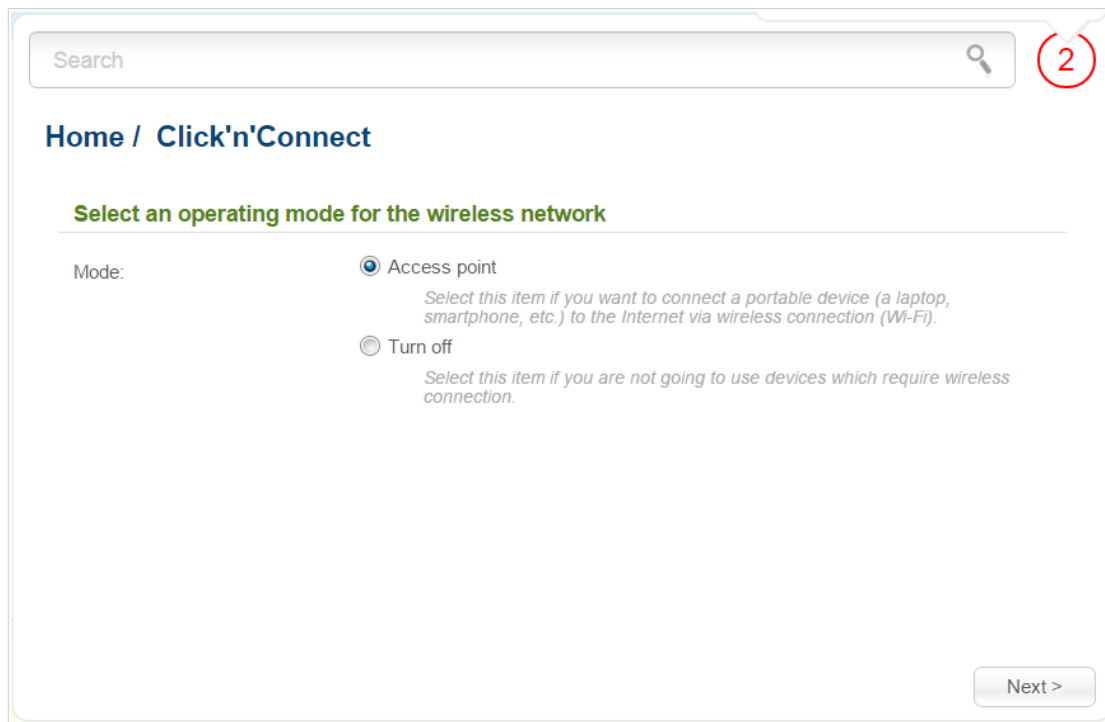 Search
2
Home / Click'n'Connect
Select an operating mode for the wireless network
Mode:
Access point
Select this item if you want to connect a portable device (a laptop,
smartphone, etc.) to the Internet via wireless connection (Wi-Fi).
Turn off
Select this item if you are not going to use devices which require wireless
connection.
Next >